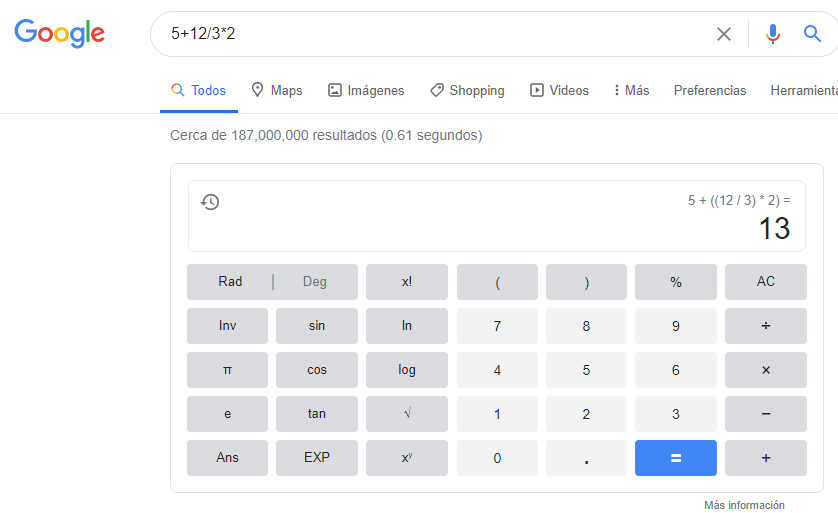 Google 5+12/3*2
Todos Maps Imágenes Shopping Videos Más Preferencias
Cerca de 187,000,000 resultados (0.61 segundos)
5 + ((12 / 3) * 2) =
13
Rad | Deg x! ( ) % AC
Inv sin ln 7 8 9 ÷
π cos log 4 5 6 ×
e tan √ 1 2 3 −
Ans EXP xʸ 0 . = +
Más información